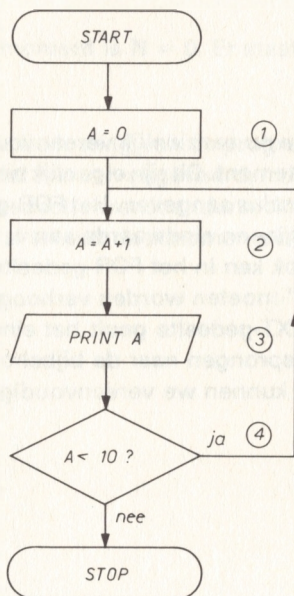 START
A = 0
1
A = A+1
2
PRINT A
3
A < 10 ?
ja
4
nee
STOP